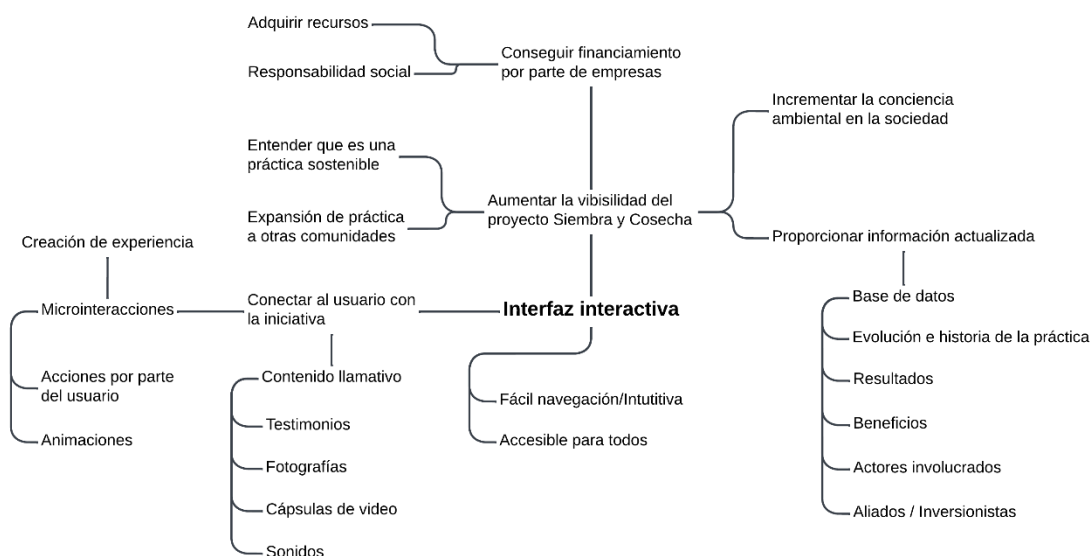 Adquirir recursos
Responsabilidad social
Conseguir financiamiento
por parte de empresas
Incrementar la conciencia
ambiental en la sociedad
Entender que es una
práctica sostenible
Aumentar la vibisilidad del
proyecto Siembra y Cosecha
Expansión de práctica
a otras comunidades
Proporcionar información actualizada
Creación de experiencia
Microinteracciones
Conectar al usuario con
la iniciativa
Interfaz interactiva
Base de datos
Evolución e historia de la práctica
Resultados
Beneficios
Actores involucrados
Aliados / Inversionistas
Acciones por parte
del usuario
Animaciones
Contenido llamativo
Testimonios
Fotografías
Cápsulas de video
Sonidos
Fácil navegación/Intutitiva
Accesible para todos